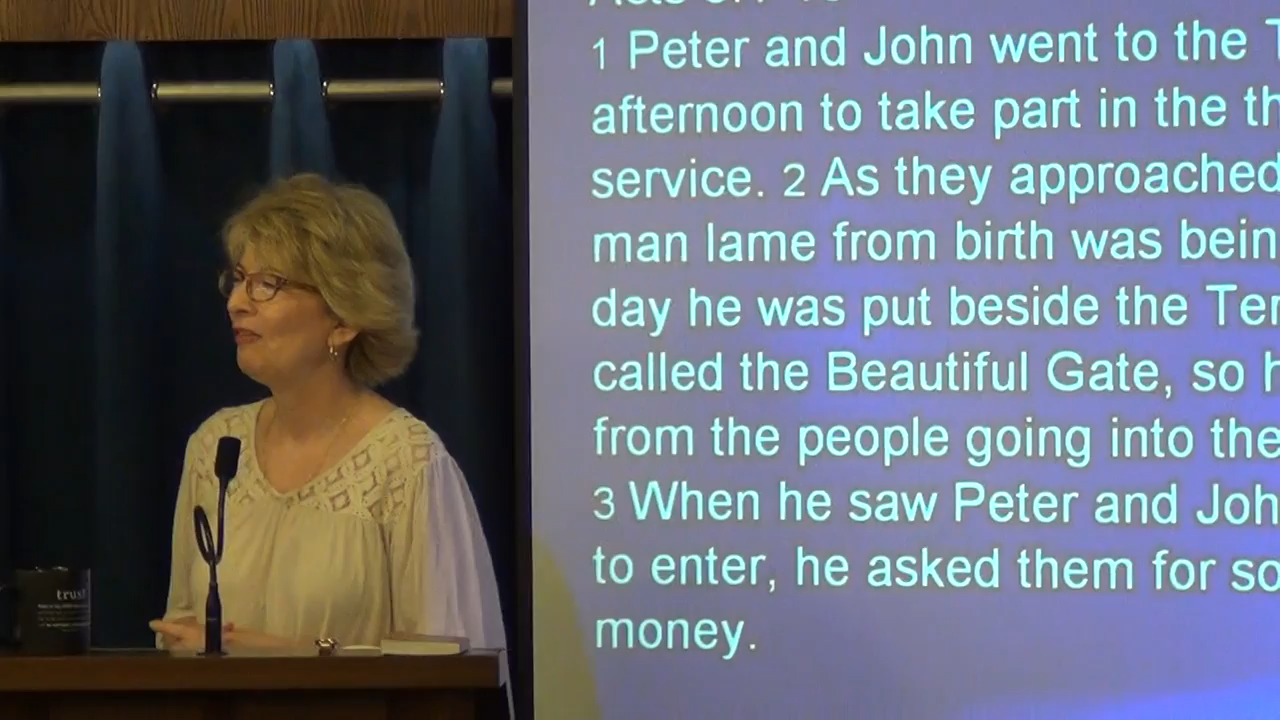 1 Peter and John went to the T
afternoon to take part in the th
service. 2 As they approached
man lame from birth was bein
day he was put beside the Ter
called the Beautiful Gate, so h
from the people going into the
3 When he saw Peter and Joh
to enter, he asked them for so
money.
trust